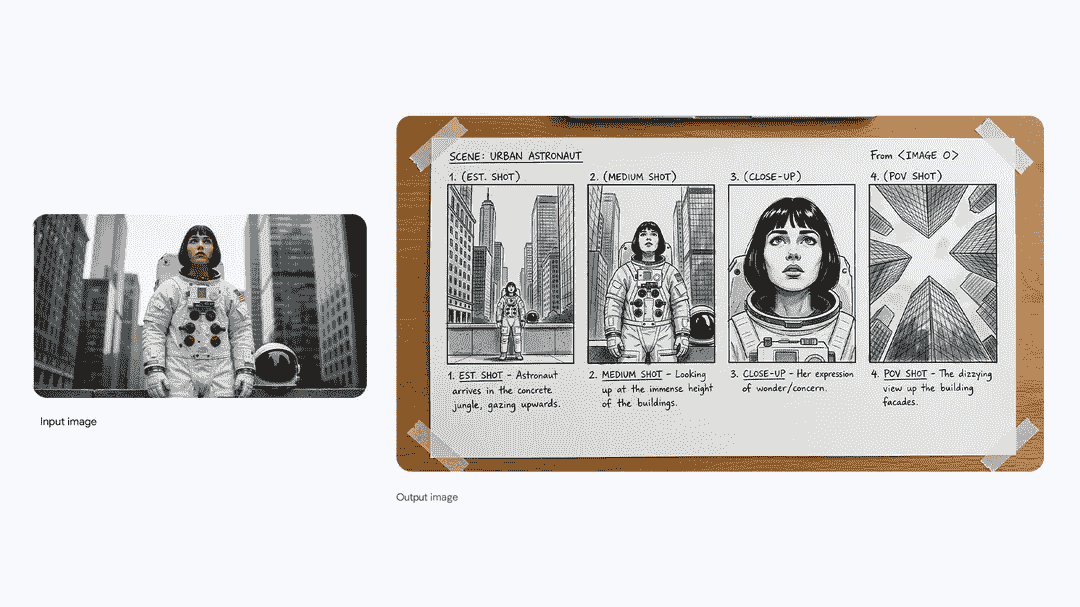 SCENE: URBAN ASTRONAUT
From <IMAGE 0>
1. (EST. SHOT)
2. (MEDIUM SHOT)
3. (CLOSE-UP)
4. (POV SHOT)
1. EST. SHOT - Astronaut
arrives in the concrete
jungle, gazing upwards.
2. MEDIUM SHOT - Looking
up at the immense height
of the buildings.
3. CLOSE-UP - Her expression
of wonder/concern.
4. POV SHOT - The dizzying
view up the building
facades.
Input image
Output image